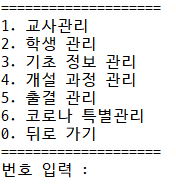 ====================
1. 교사관리
2. 학생 관리
3. 기초 정보 관리
4. 개설 과정 관리
5. 출결 관리
6. 코로나 특별관리
0. 뒤로 가기
====================
번호 입력 :